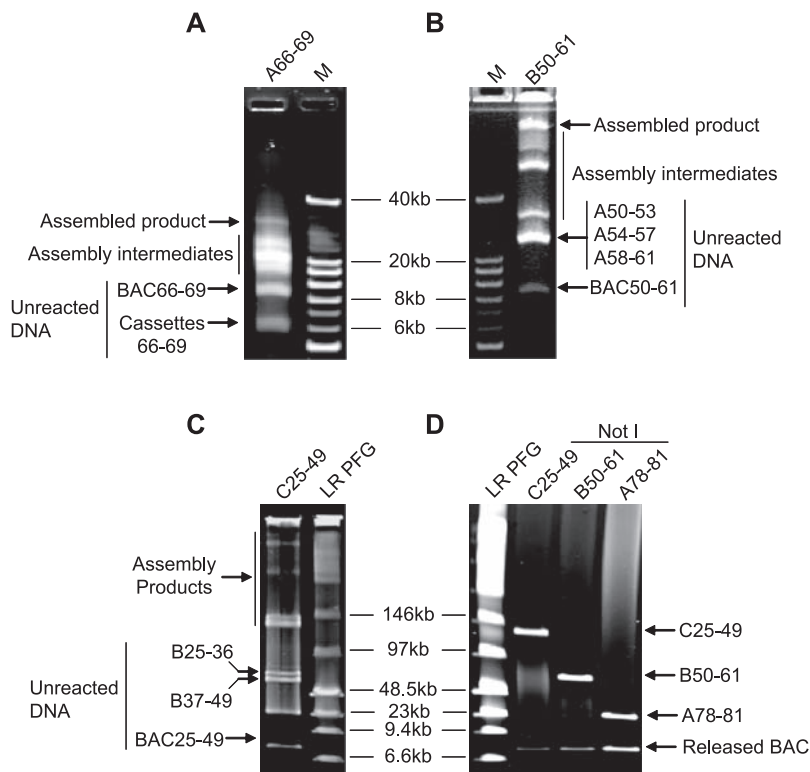 A
B
A66-69
M
M
B50-61
Assembled product
Assembly intermediates
Unreacted DNA
BAC66-69
Cassettes 66-69
40kb
20kb
8kb
6kb
Assembled product
Assembly intermediates
A50-53
A54-57
A58-61
Unreacted DNA
BAC50-61
C
D
C25-49
LR PFG
LR PFG
C25-49
Not I
B50-61
A78-81
Assembly Products
Unreacted DNA
B25-36
B37-49
BAC25-49
146kb
97kb
48.5kb
23kb
9.4kb
6.6kb
C25-49
B50-61
A78-81
Released BAC